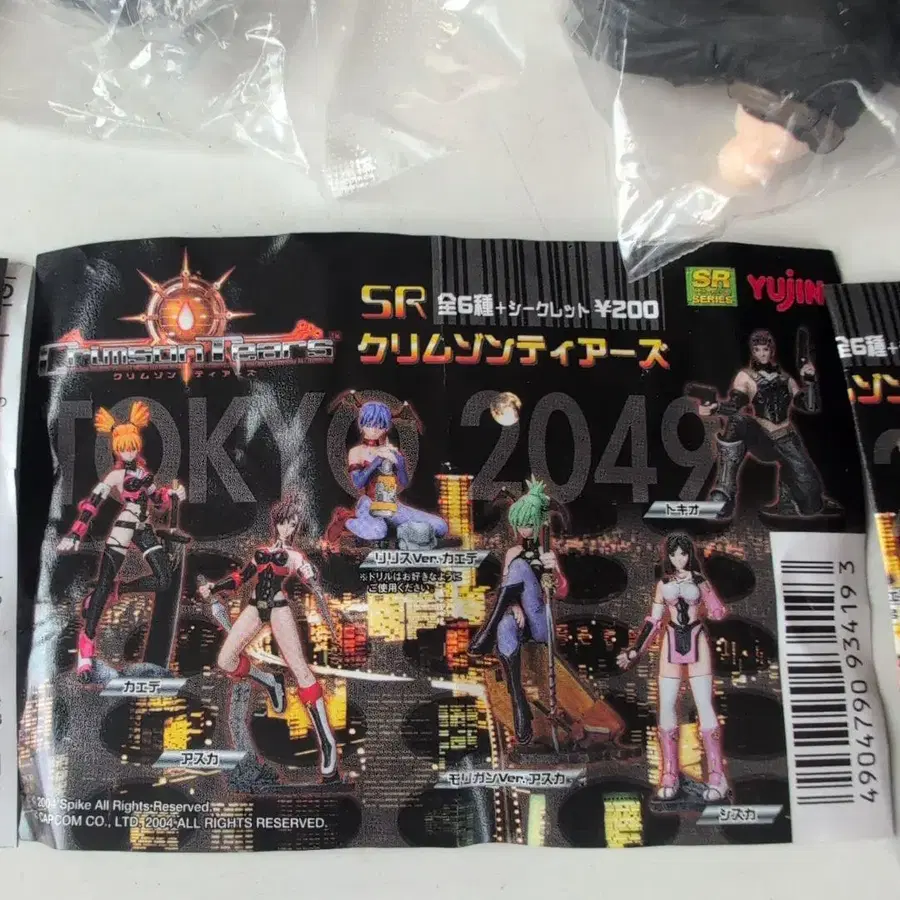 SR 全6種+シークレット ¥200
SR
SERIES
YUJIN
Crimson Tears™
クリムゾン ティアーズ
クリムゾンティアーズ
TOKYO 2049
トキオ
リリスVer.カエデ
※ドリルはお好きなように
ご使用ください。
カエデ
アスカ
モリガンVer.アスカ
シズカ
4904790 934193
© 2004 Spike All Rights Reserved.
©CAPCOM CO., LTD. 2004 ALL RIGHTS RESERVED.
全6種+